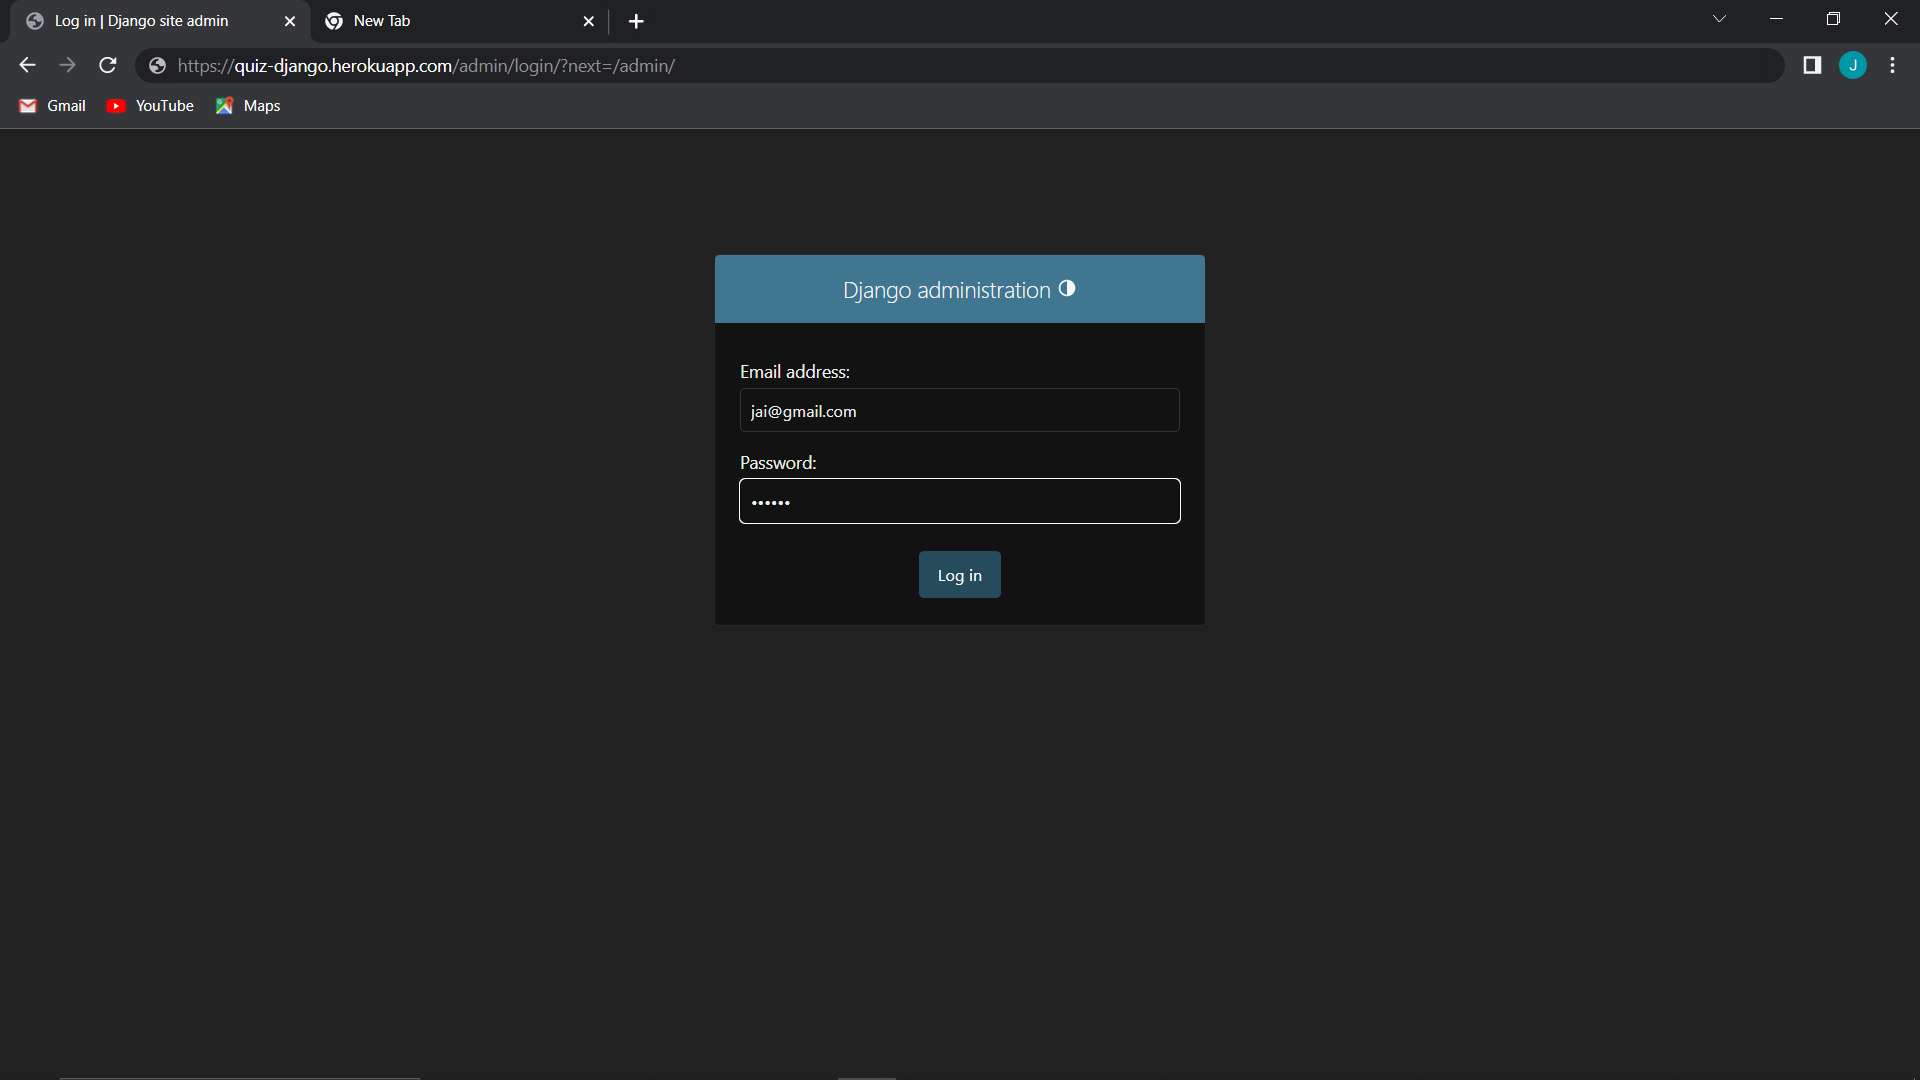 Log in | Django site admin
New Tab
https://quiz-django.herokuapp.com/admin/login/?next=/admin/
J
Gmail
YouTube
Maps
Django administration
Email address:
jai@gmail.com
Password:
••••••
Log in